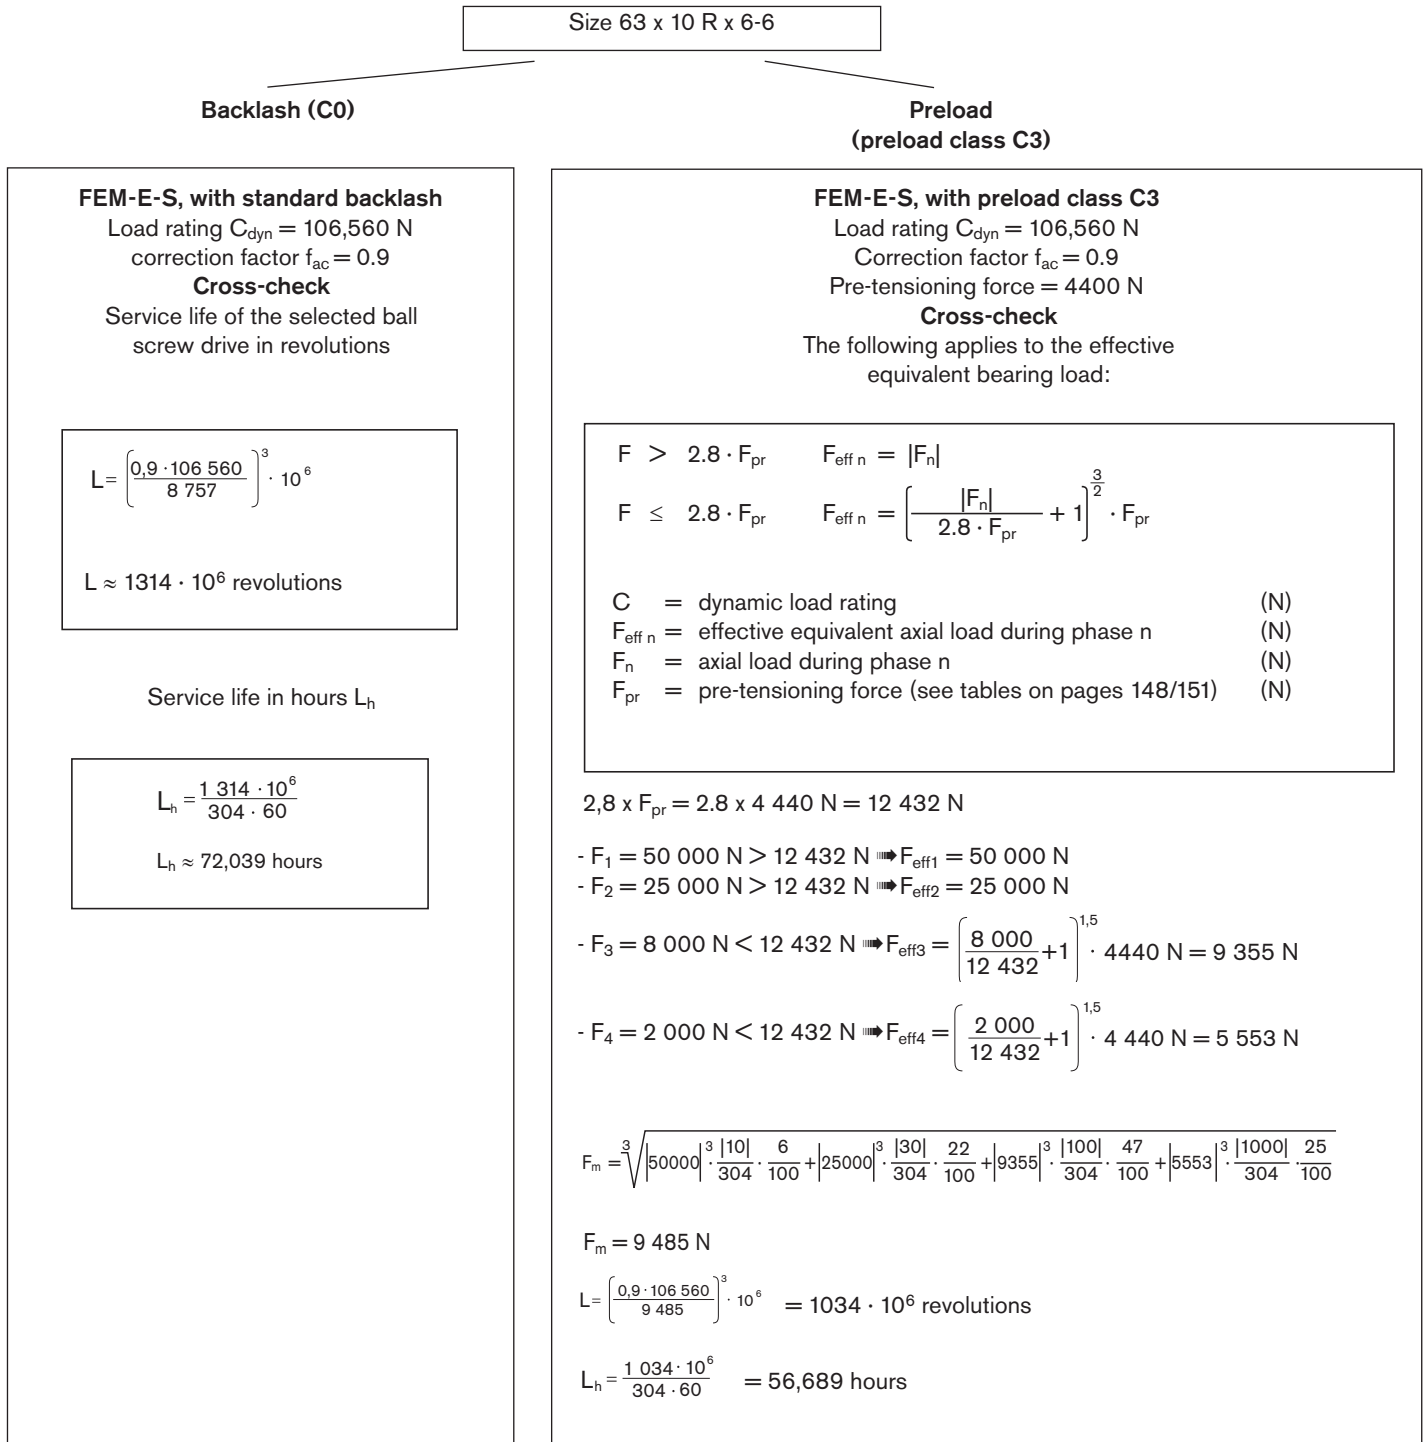 Size 63 x 10 R x 6-6
Backlash (C0)
Preload
(preload class C3)
FEM-E-S, with standard backlash
Load rating C_dyn = 106,560 N
correction factor f_ac = 0.9
Cross-check
Service life of the selected ball
screw drive in revolutions
L= (0,9 · 106 560 / 8 757)^3 · 10^6
L ≈ 1314 · 10^6 revolutions
Service life in hours L_h
L_h = 1 314 · 10^6 / 304 · 60
L_h ≈ 72,039 hours
FEM-E-S, with preload class C3
Load rating C_dyn = 106,560 N
Correction factor f_ac = 0.9
Pre-tensioning force = 4400 N
Cross-check
The following applies to the effective
equivalent bearing load:
F > 2.8 · F_pr F_eff n = |F_n|
F ≤ 2.8 · F_pr F_eff n = (|F_n| / 2.8 · F_pr + 1)^3/2 · F_pr
C = dynamic load rating (N)
F_eff n = effective equivalent axial load during phase n (N)
F_n = axial load during phase n (N)
F_pr = pre-tensioning force (see tables on pages 148/151) (N)
2,8 x F_pr = 2.8 x 4 440 N = 12 432 N
- F_1 = 50 000 N > 12 432 N ➠ F_eff1 = 50 000 N
- F_2 = 25 000 N > 12 432 N ➠ F_eff2 = 25 000 N
- F_3 = 8 000 N < 12 432 N ➠ F_eff3 = (8 000 / 12 432 +1)^1,5 · 4440 N = 9 355 N
- F_4 = 2 000 N < 12 432 N ➠ F_eff4 = (2 000 / 12 432 +1)^1,5 · 4 440 N = 5 553 N
F_m = ³√ |50000|^3 · |10| / 304 · 6 / 100 + |25000|^3 · |30| / 304 · 22 / 100 + |9355|^3 · |100| / 304 · 47 / 100 + |5553|^3 · |1000| / 304 · 25 / 100
F_m = 9 485 N
L= (0,9 · 106 560 / 9 485)^3 · 10^6 = 1034 · 10^6 revolutions
L_h = 1 034 · 10^6 / 304 · 60 = 56,689 hours